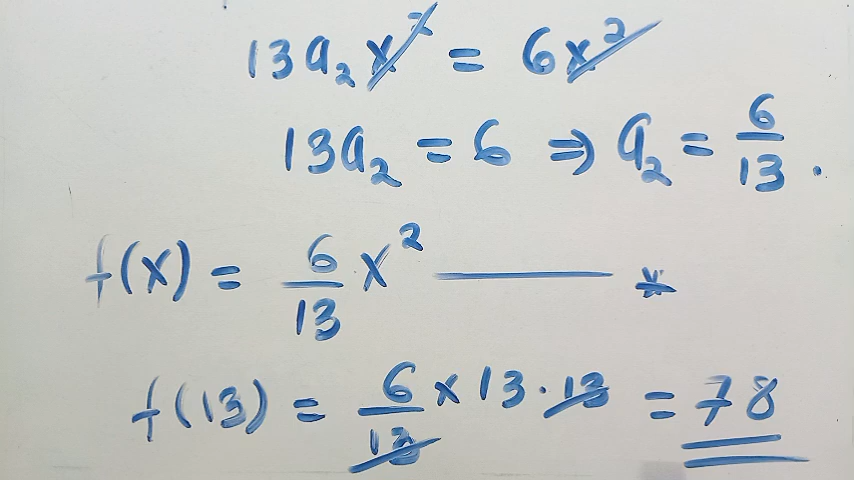 13a₂x² = 6x²
13a₂ = 6 ⇒ a₂ = 6/13 .
f(x) = 6/13 x² ——— *
f(13) = 6/13 × 13 · 13 = 78